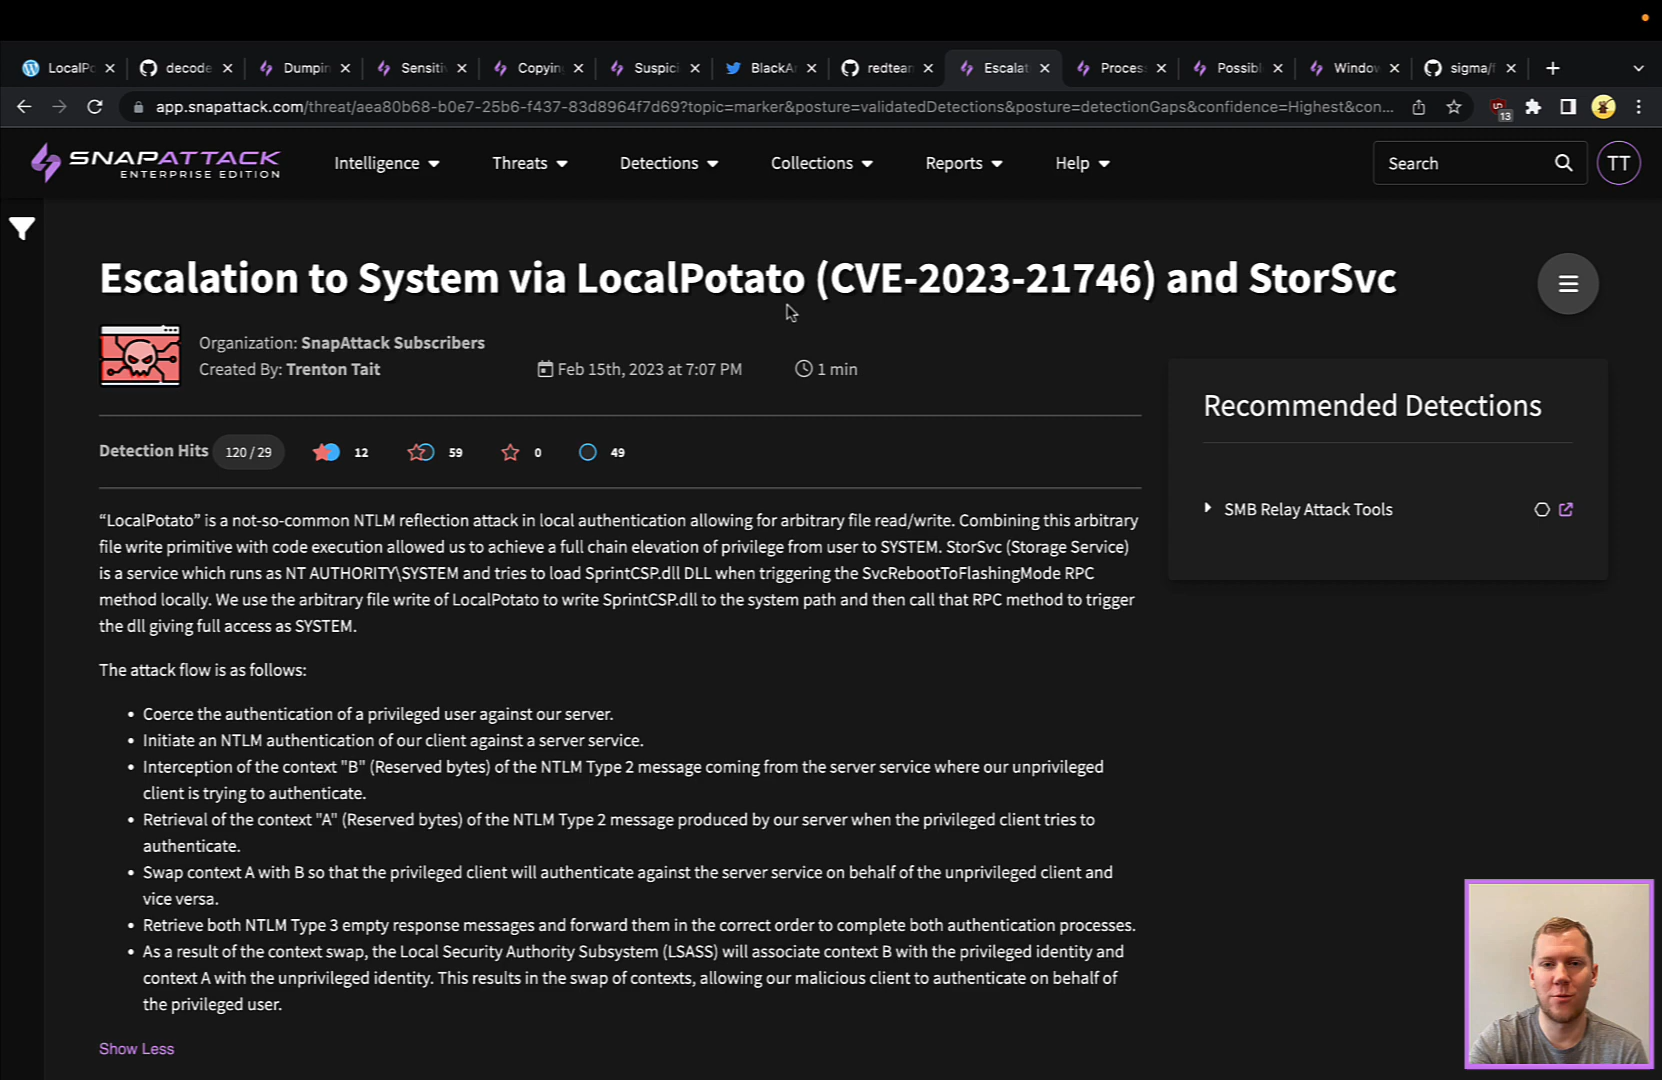 LocalPo
decode
Dumpin
Sensiti
Copyin
Suspici
BlackA
redtean
Escalat
Process
Possibl
Window
sigma/r
app.snapattack.com/threat/aea80b68-b0e7-25b6-f437-83d8964f7d69?topic=marker&posture=validatedDetections&posture=detectionGaps&confidence=Highest&con...
13
SNAPATTACK
ENTERPRISE EDITION
Intelligence
Threats
Detections
Collections
Reports
Help
Search
TT
Escalation to System via LocalPotato (CVE-2023-21746) and StorSvc
Organization: SnapAttack Subscribers
Created By: Trenton Tait
Feb 15th, 2023 at 7:07 PM
1 min
Recommended Detections
SMB Relay Attack Tools
Detection Hits 120 / 29 12 59 0 49
“LocalPotato” is a not-so-common NTLM reflection attack in local authentication allowing for arbitrary file read/write. Combining this arbitrary
file write primitive with code execution allowed us to achieve a full chain elevation of privilege from user to SYSTEM. StorSvc (Storage Service)
is a service which runs as NT AUTHORITY\SYSTEM and tries to load SprintCSP.dll DLL when triggering the SvcRebootToFlashingMode RPC
method locally. We use the arbitrary file write of LocalPotato to write SprintCSP.dll to the system path and then call that RPC method to trigger
the dll giving full access as SYSTEM.
The attack flow is as follows:
• Coerce the authentication of a privileged user against our server.
• Initiate an NTLM authentication of our client against a server service.
• Interception of the context "B" (Reserved bytes) of the NTLM Type 2 message coming from the server service where our unprivileged
client is trying to authenticate.
• Retrieval of the context "A" (Reserved bytes) of the NTLM Type 2 message produced by our server when the privileged client tries to
authenticate.
• Swap context A with B so that the privileged client will authenticate against the server service on behalf of the unprivileged client and
vice versa.
• Retrieve both NTLM Type 3 empty response messages and forward them in the correct order to complete both authentication processes.
• As a result of the context swap, the Local Security Authority Subsystem (LSASS) will associate context B with the privileged identity and
context A with the unprivileged identity. This results in the swap of contexts, allowing our malicious client to authenticate on behalf of
the privileged user.
Show Less